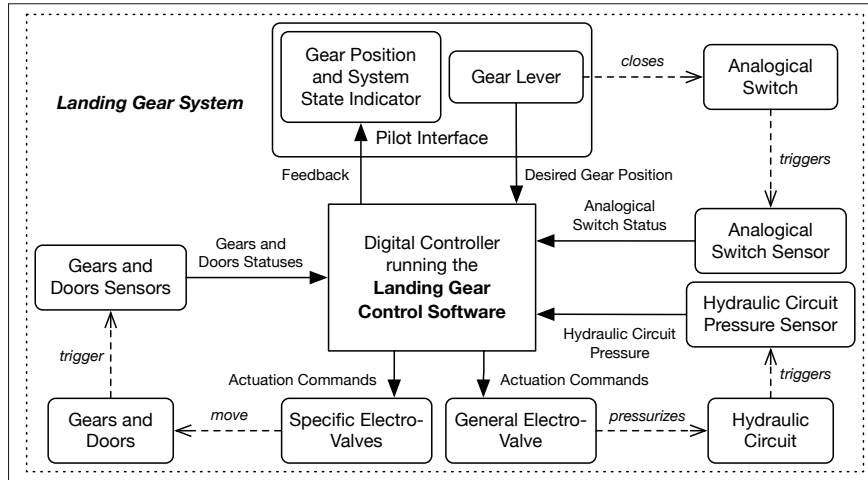 Landing Gear System
Gear Position
and System
State Indicator
Gear Lever
Pilot Interface
closes
Analogical
Switch
triggers
Feedback
Desired Gear Position
Analogical
Switch Status
Analogical
Switch Sensor
Gears and
Doors Sensors
Gears and
Doors Statuses
Digital Controller
running the
Landing Gear
Control Software
Hydraulic Circuit
Pressure Sensor
Hydraulic Circuit
Pressure
trigger
Actuation Commands
Actuation Commands
triggers
Gears and
Doors
move
Specific Electro-
Valves
General Electro-
Valve
pressurizes
Hydraulic
Circuit